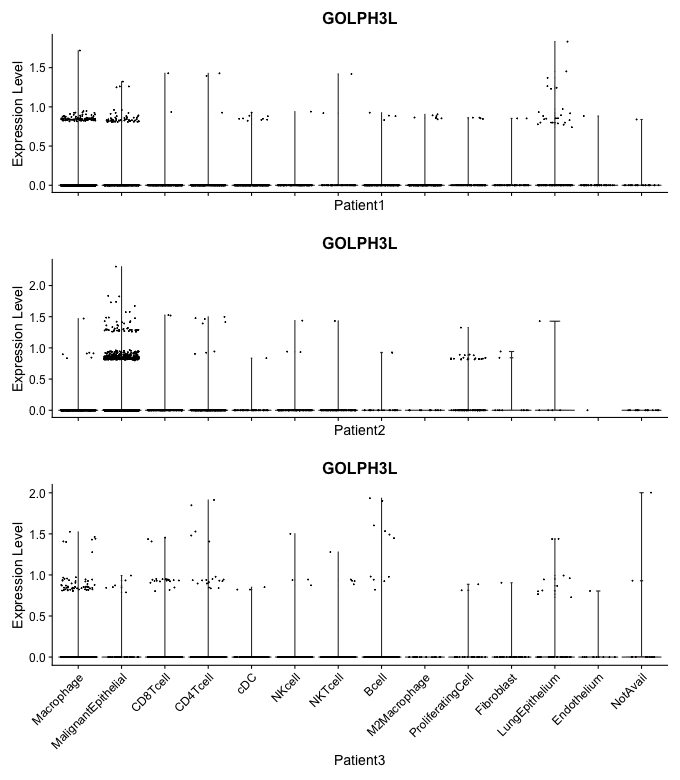 GOLPH3L
Expression Level
1.5
1.0
0.5
0.0
Patient1
GOLPH3L
Expression Level
2.0
1.5
1.0
0.5
0.0
Patient2
GOLPH3L
Expression Level
2.0
1.5
1.0
0.5
0.0
Macrophage
MalignantEpithelial
CD8Tcell
CD4Tcell
cDC
NKcell
NKTcell
Bcell
M2Macrophage
ProliferatingCell
Fibroblast
LungEpithelium
Endothelium
NotAvail
Patient3